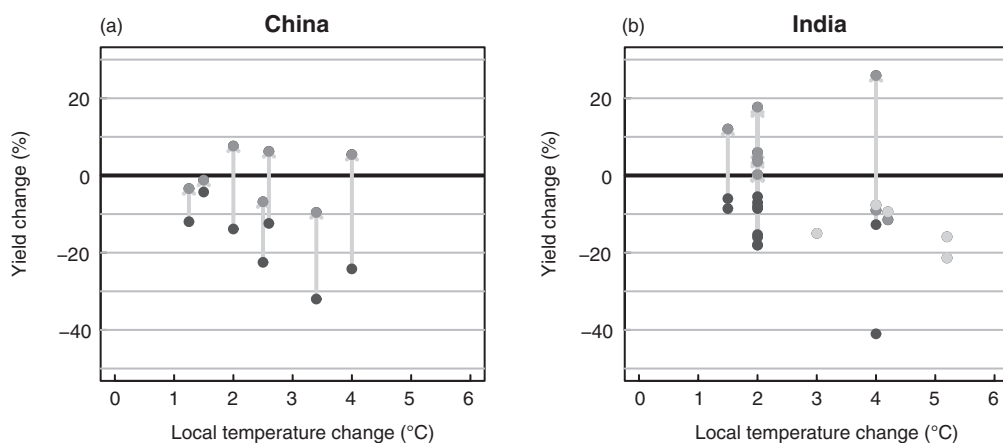 (a)
China
Yield change (%)
20
0
−20
−40
0 1 2 3 4 5 6
Local temperature change (°C)
(b)
India
Yield change (%)
20
0
−20
−40
0 1 2 3 4 5 6
Local temperature change (°C)